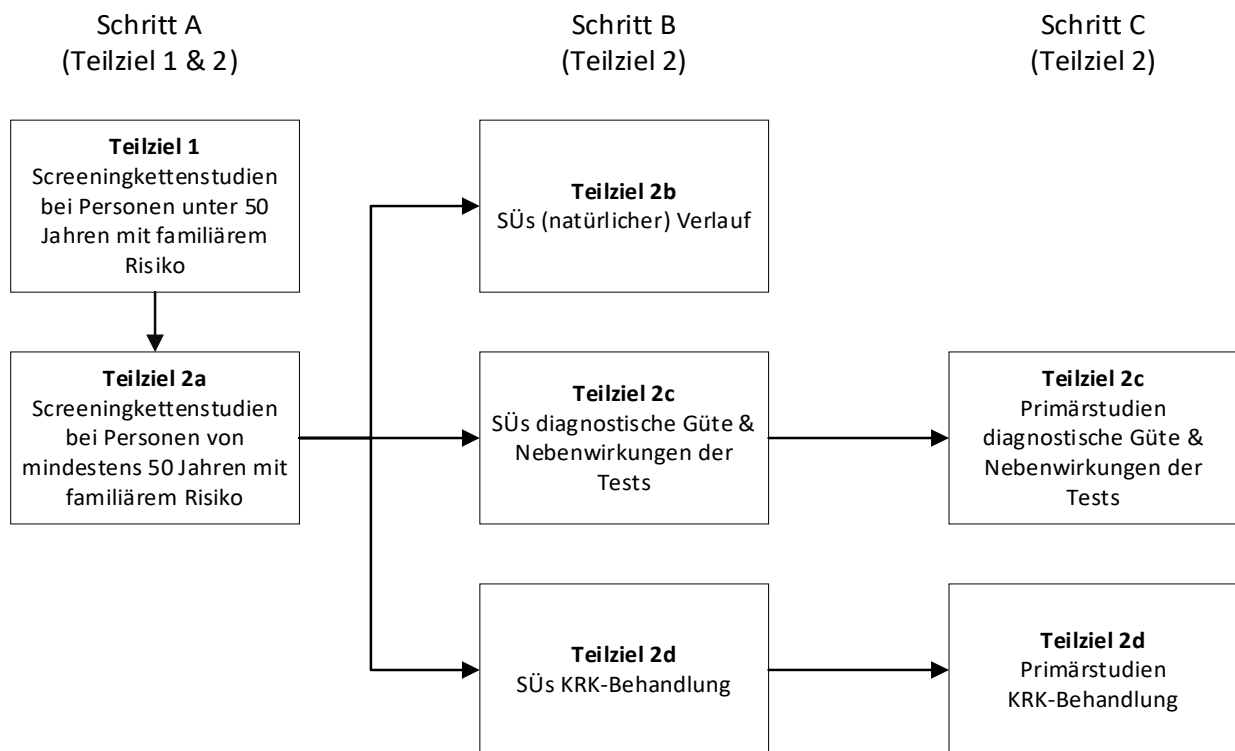 Schritt A
(Teilziel 1 & 2)
Schritt B
(Teilziel 2)
Schritt C
(Teilziel 2)
Teilziel 1
Screeningkettenstudien
bei Personen unter 50
Jahren mit familiärem
Risiko
Teilziel 2b
SÜs (natürlicher) Verlauf
Teilziel 2a
Screeningkettenstudien
bei Personen von
mindestens 50 Jahren mit
familiärem Risiko
Teilziel 2c
SÜs diagnostische Güte &
Nebenwirkungen der
Tests
Teilziel 2c
Primärstudien
diagnostische Güte &
Nebenwirkungen der
Tests
Teilziel 2d
SÜs KRK-Behandlung
Teilziel 2d
Primärstudien
KRK-Behandlung